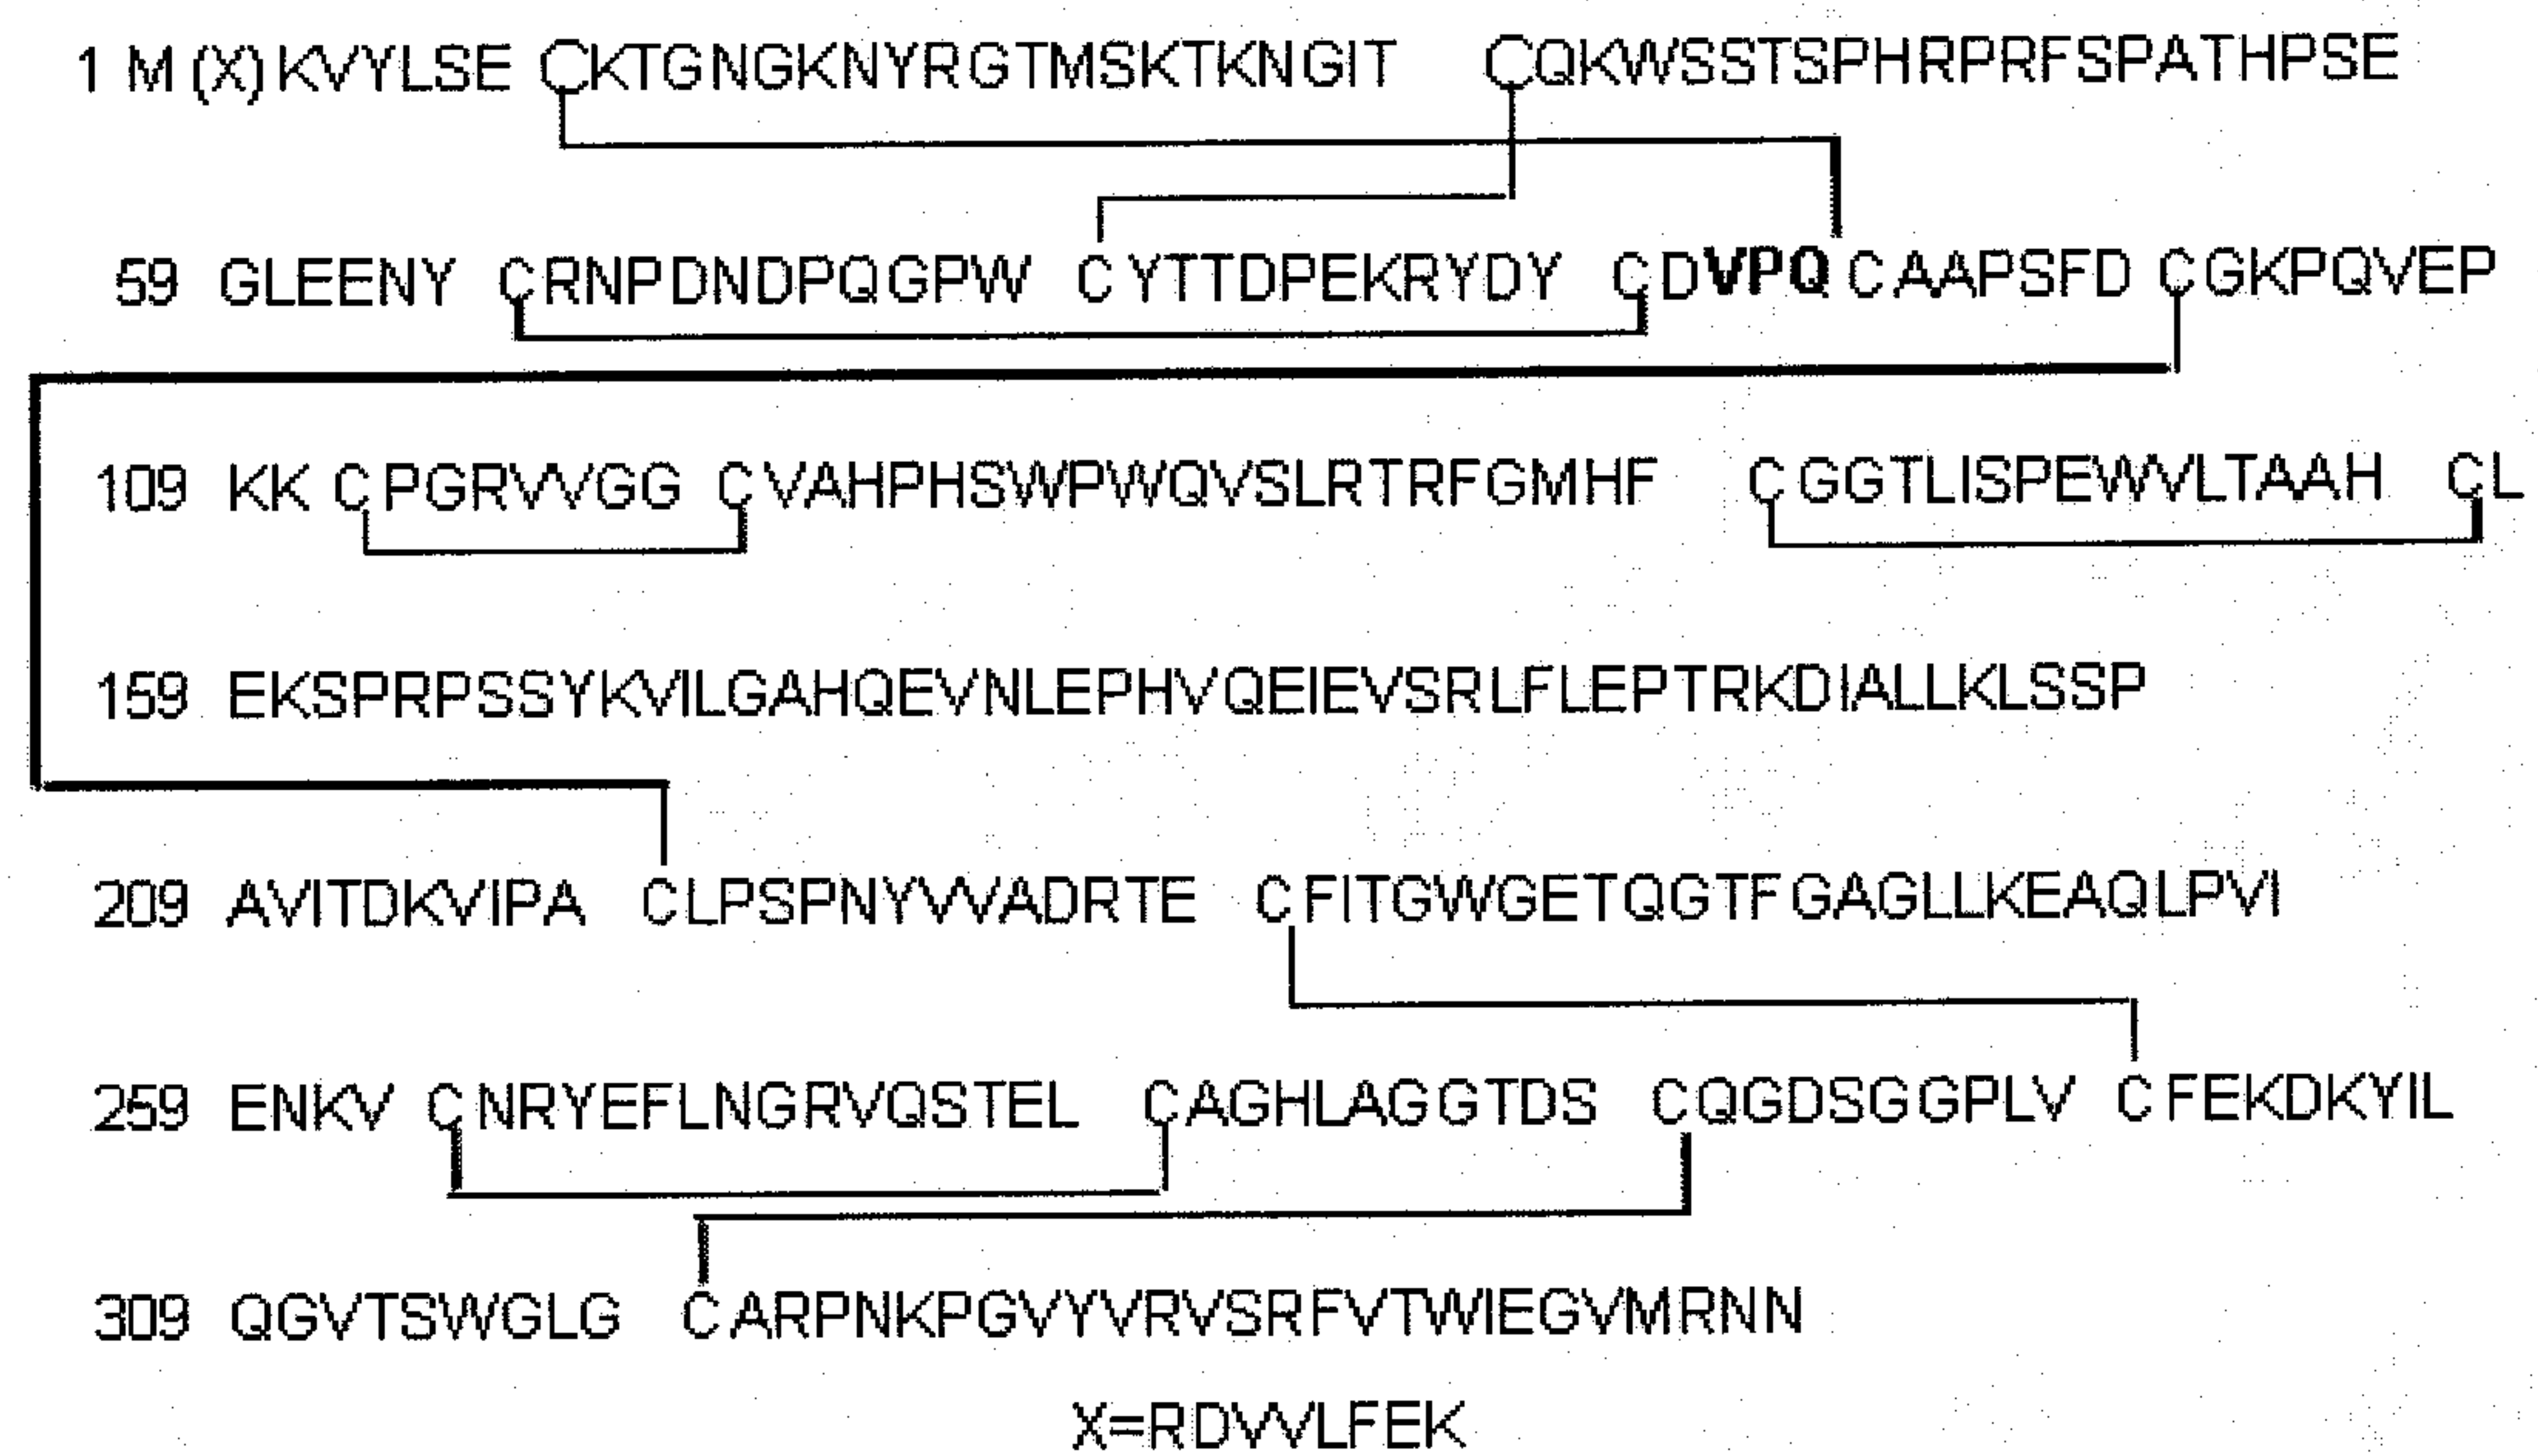 1 M (X) KVYLSE CKTGNGKNYRGTMSKTKNGIT CQKWSSTSPHRPRFSPATHPSE
59 GLEENY CRNPDNDPQGPW CYTTDPEKRYDY CDVPQ CAAPSFD CGKPQVEP
109 KK CPGRVVGG CVAHPHSWPWQVSLRTRFGMHF CGGTLISPEWVLTAAH CL
159 EKSPRPSSYKVILGAHQEVNLEPHVQEIEVSRLFLEPTRKDIALLKLSSP
209 AVITDKVIPA CLPSPNYVVADRTE CFITGWGETQGTFGAGLLKEAQLPVI
259 ENKV CNRYEFLNGRVQSTEL CAGHLAGGTDS CQGDSGGPLV CFEKDKYIL
309 QGVTSWGLG CARPNKPGVYVRVSRFVTWIEGVMRNN
X=RDVVLFEK